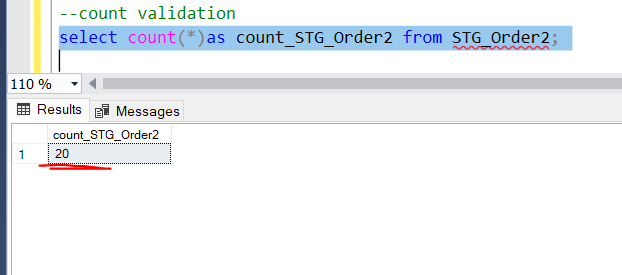 --count validation
select count(*)as count_STG_Order2 from STG_Order2;
110 %
Results Messages
count_STG_Order2
1 20